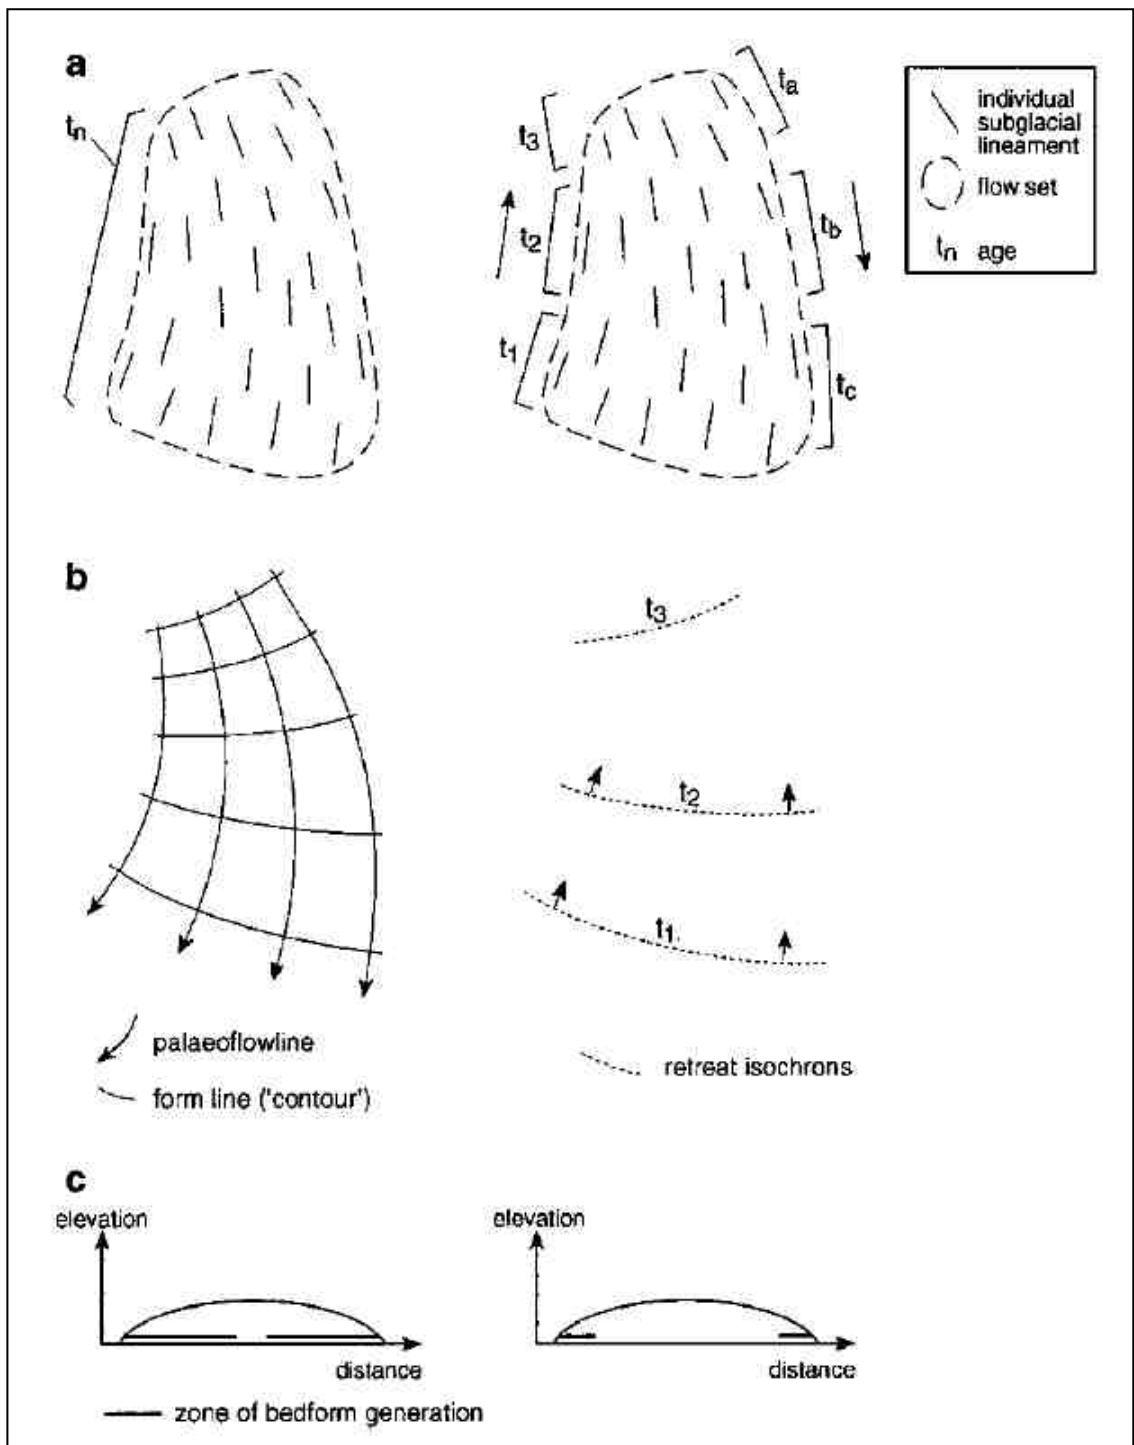 a
tn
t3
t2
t1
ta
tb
tc
individual
subglacial
lineament
flow set
tn age
b
t3
t2
t1
palaeoflowline
form line ('contour')
retreat isochrons
c
elevation
distance
elevation
distance
zone of bedform generation